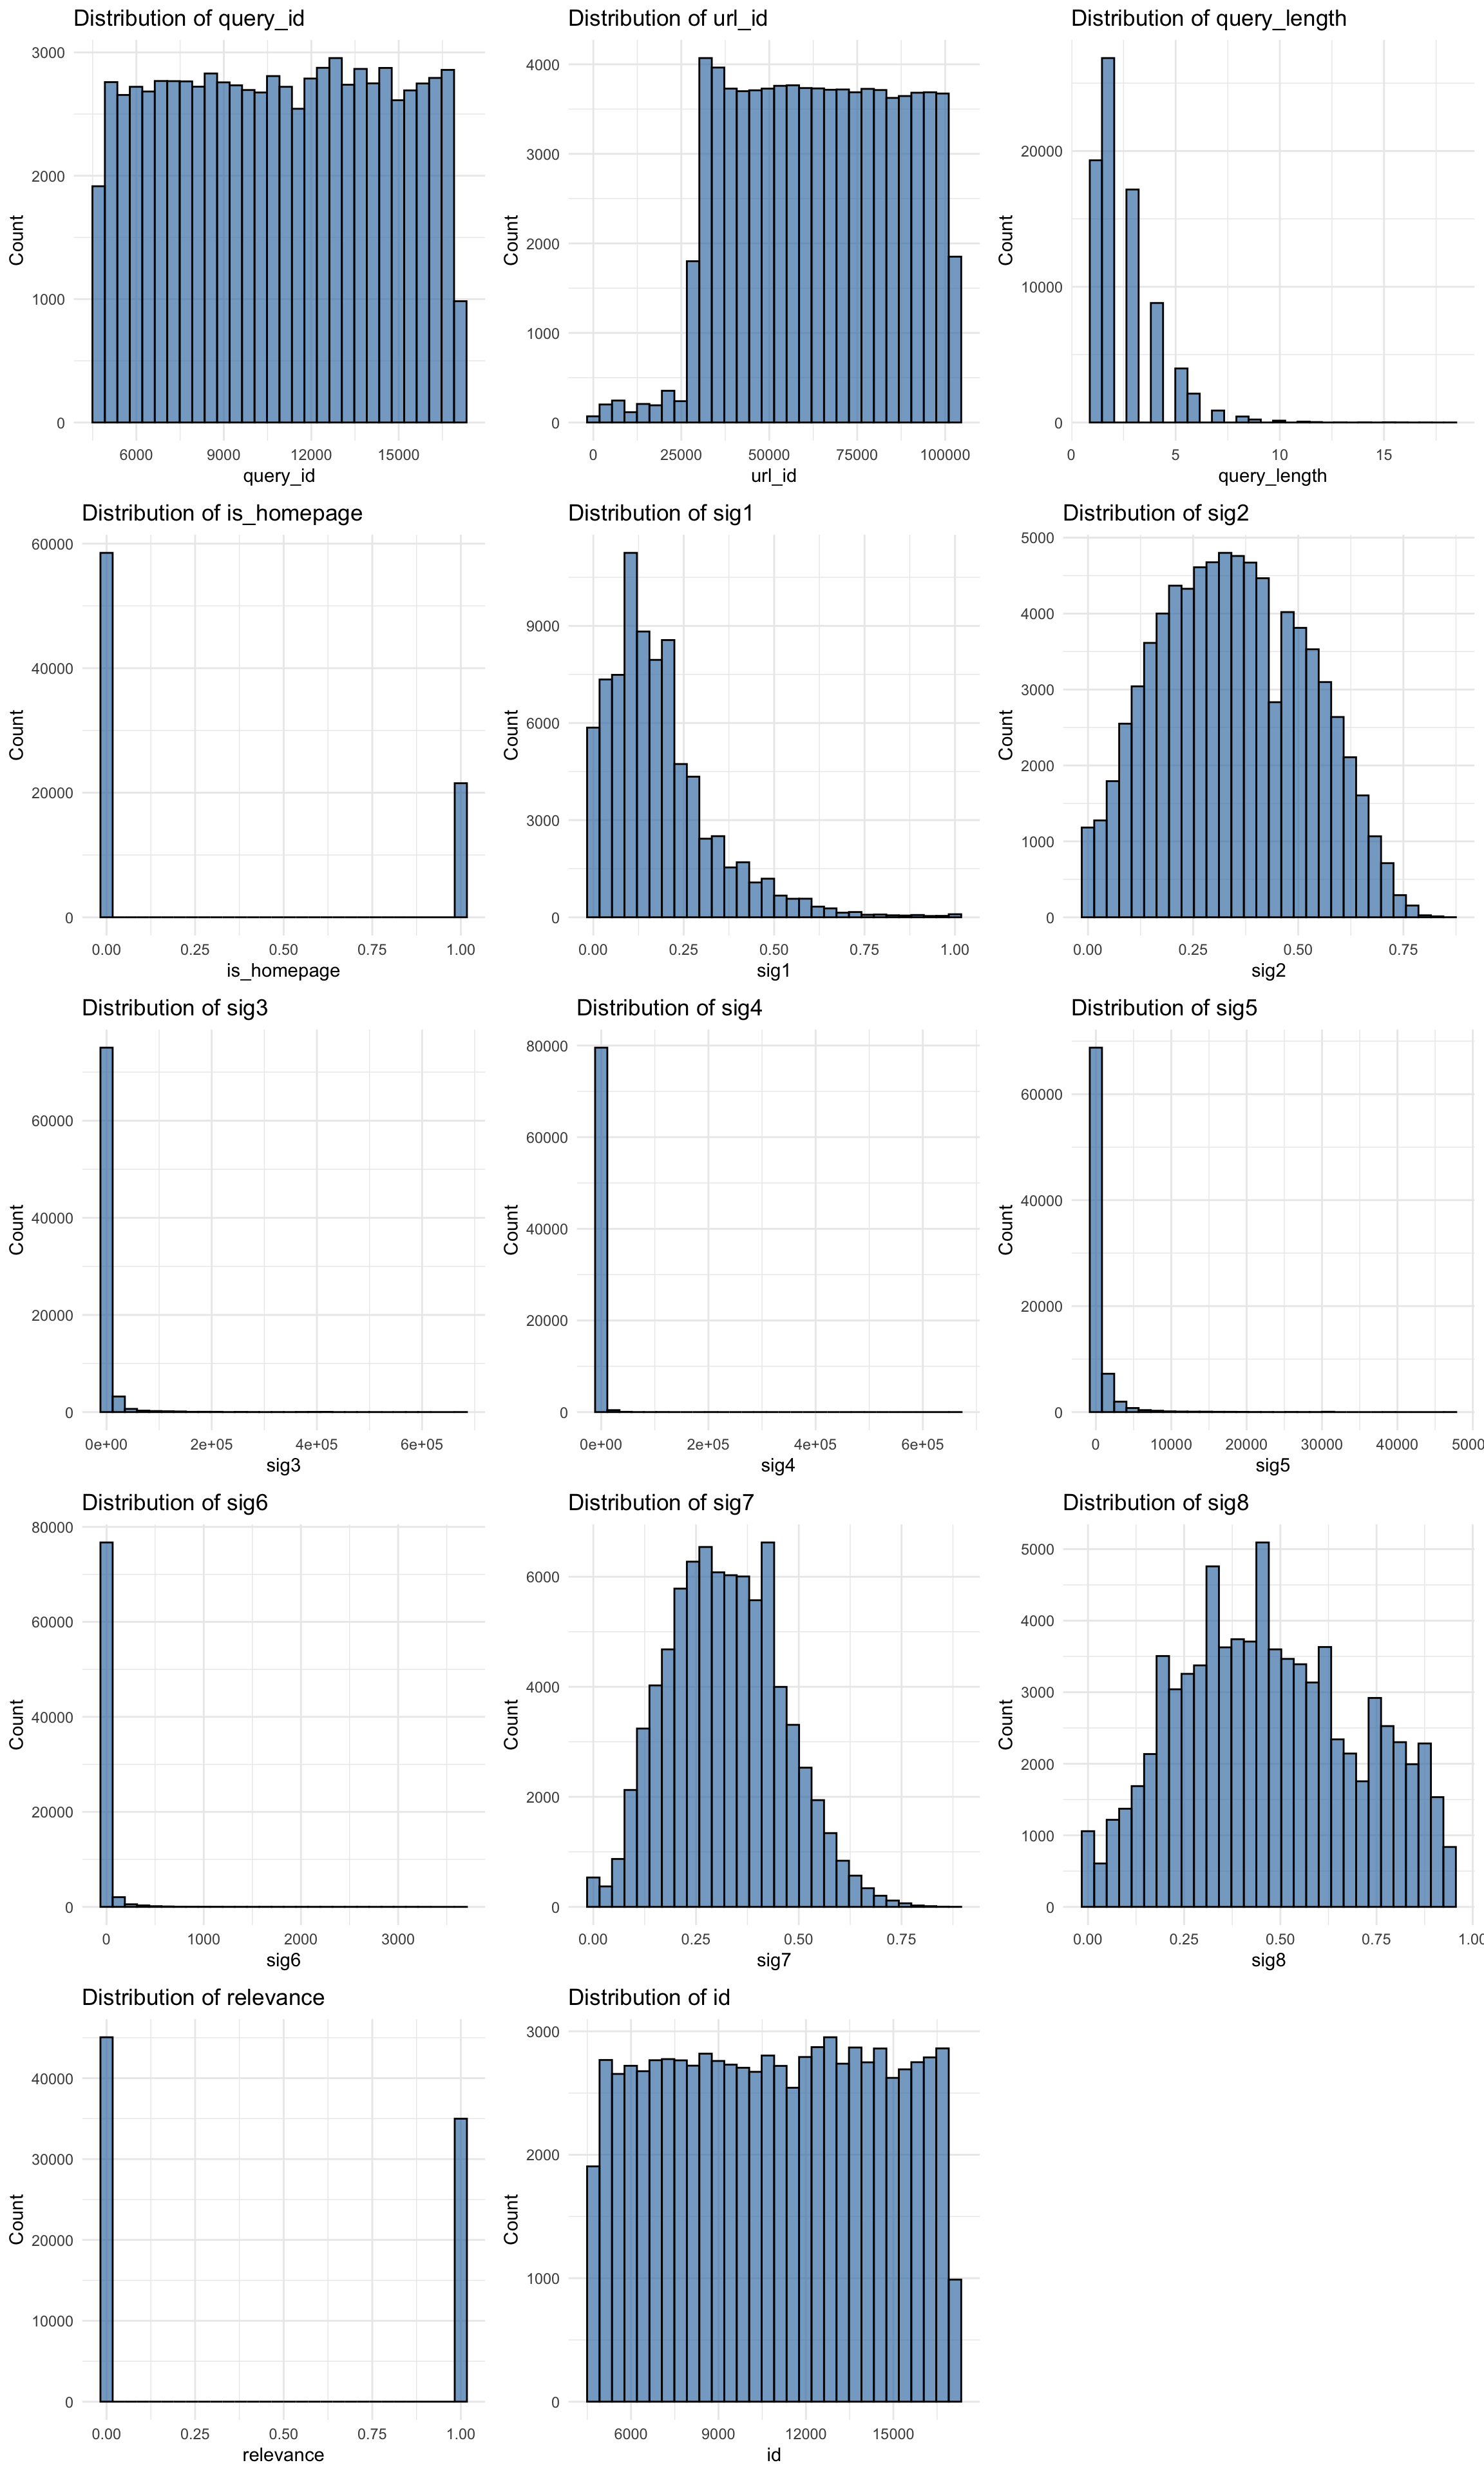 Distribution of query_id
Distribution of url_id
Distribution of query_length
Count
3000
2000
1000
0
6000 9000 12000 15000
query_id
Count
4000
3000
2000
1000
0
0 25000 50000 75000 100000
url_id
Count
20000
10000
0
0 5 10 15
query_length
Distribution of is_homepage
Distribution of sig1
Distribution of sig2
Count
60000
40000
20000
0
0.00 0.25 0.50 0.75 1.00
is_homepage
Count
9000
6000
3000
0
0.00 0.25 0.50 0.75 1.00
sig1
Count
5000
4000
3000
2000
1000
0
0.00 0.25 0.50 0.75
sig2
Distribution of sig3
Distribution of sig4
Distribution of sig5
Count
60000
40000
20000
0
0e+00 2e+05 4e+05 6e+05
sig3
Count
80000
60000
40000
20000
0
0e+00 2e+05 4e+05 6e+05
sig4
Count
60000
40000
20000
0
0 10000 20000 30000 40000 5000
sig5
Distribution of sig6
Distribution of sig7
Distribution of sig8
Count
80000
60000
40000
20000
0
0 1000 2000 3000
sig6
Count
6000
4000
2000
0
0.00 0.25 0.50 0.75
sig7
Count
5000
4000
3000
2000
1000
0
0.00 0.25 0.50 0.75 1.00
sig8
Distribution of relevance
Distribution of id
Count
40000
30000
20000
10000
0
0.00 0.25 0.50 0.75 1.00
relevance
Count
3000
2000
1000
0
6000 9000 12000 15000
id